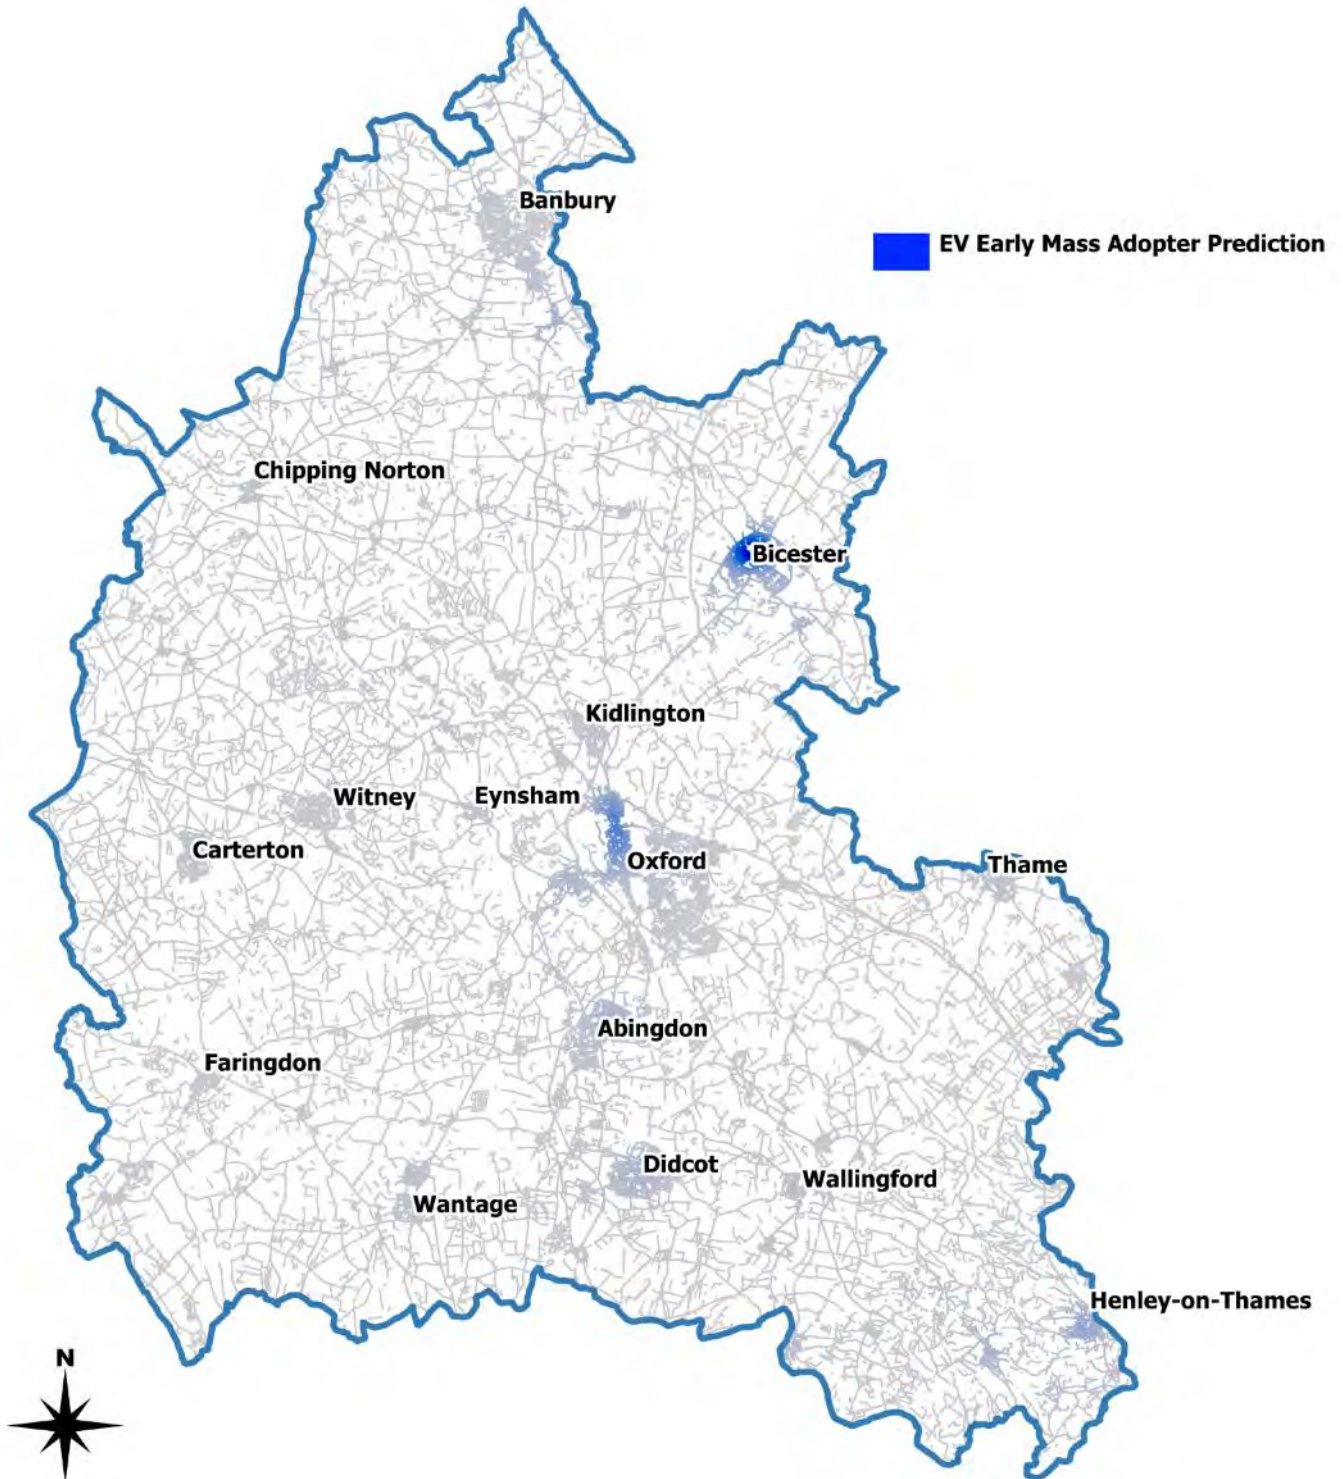 Banbury
EV Early Mass Adopter Prediction
Chipping Norton
Bicester
Kidlington
Witney
Eynsham
Carterton
Oxford
Thame
Abingdon
Faringdon
Didcot
Wallingford
Wantage
Henley-on-Thames
N